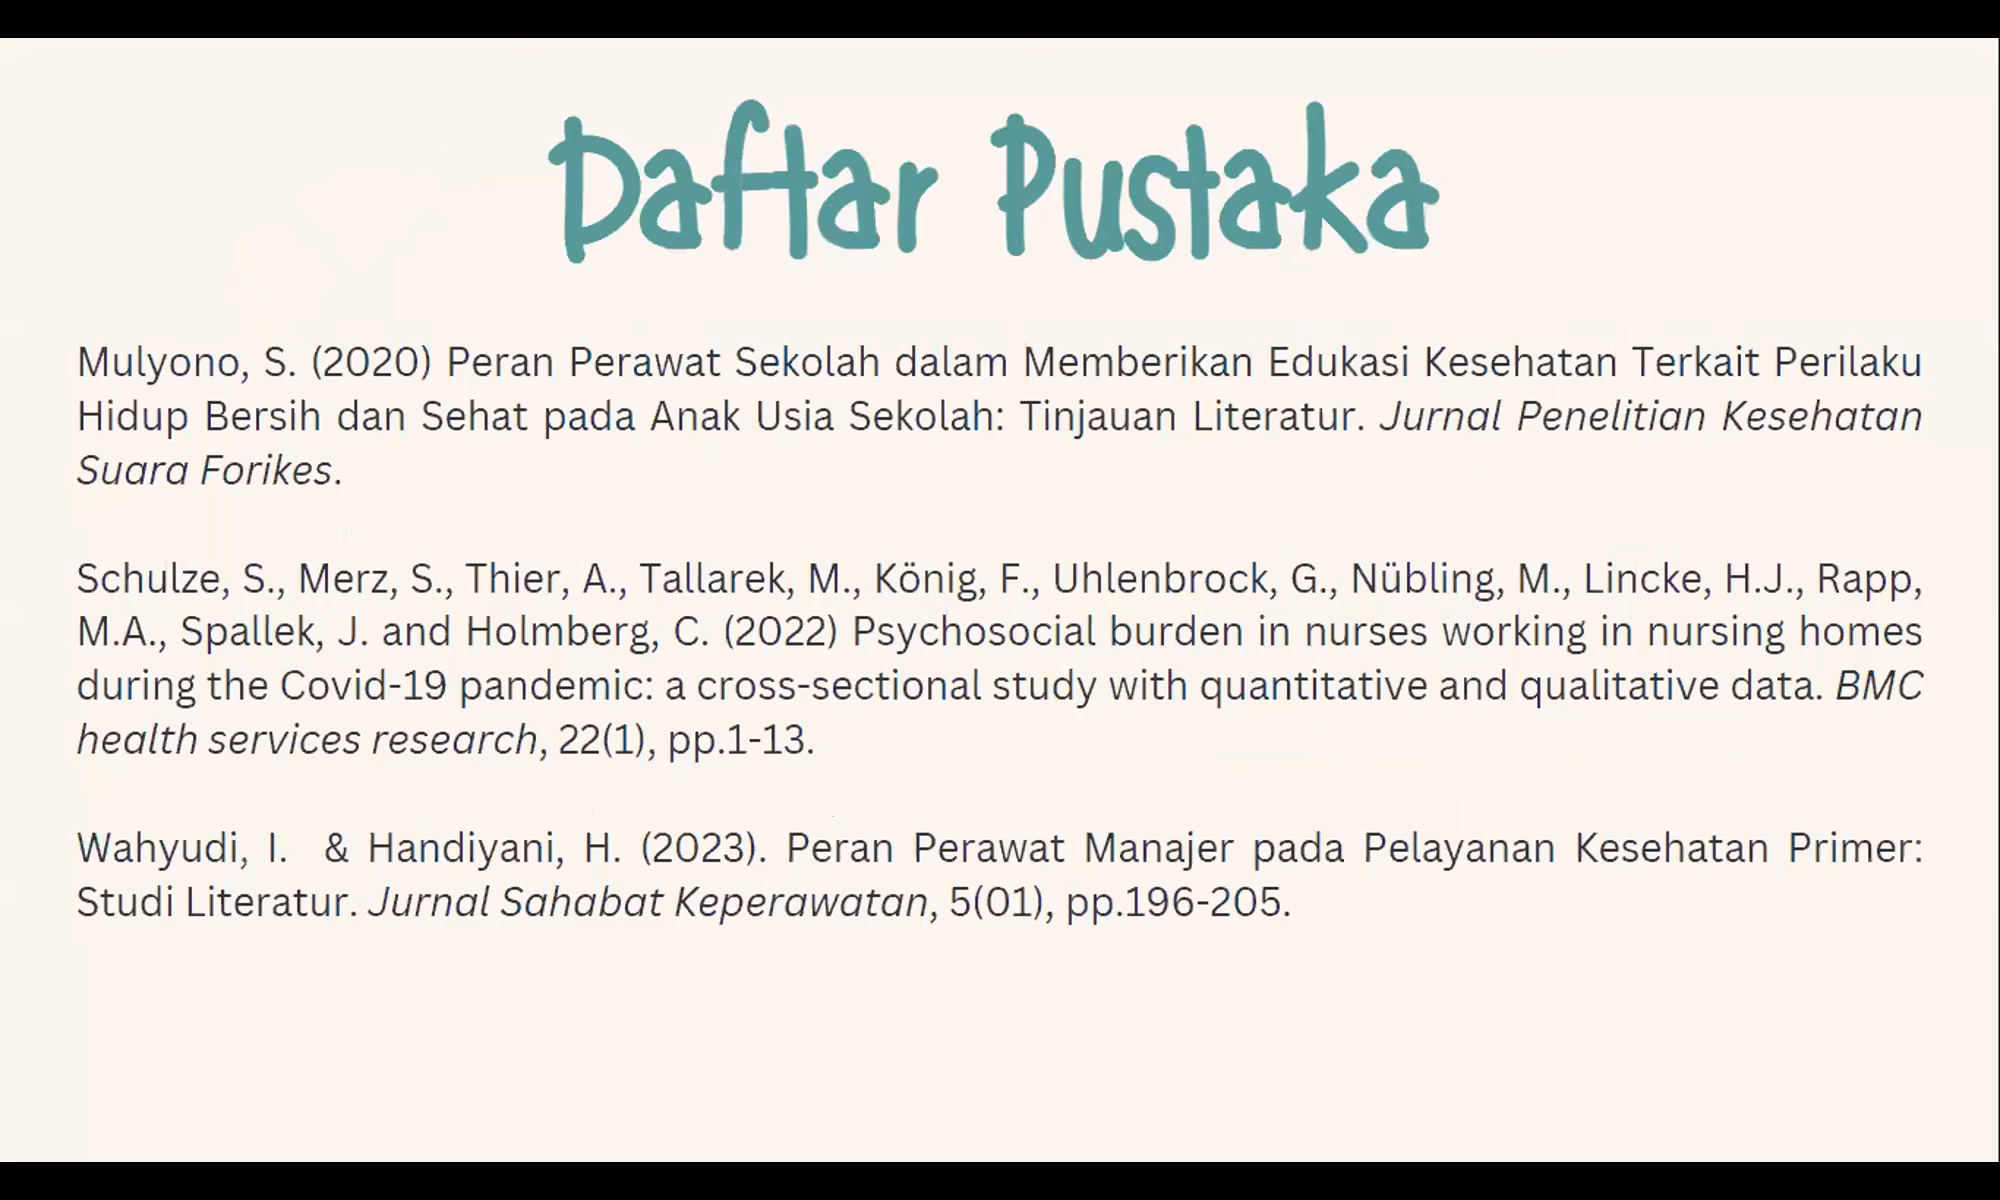 Daftar Pustaka
Mulyono, S. (2020) Peran Perawat Sekolah dalam Memberikan Edukasi Kesehatan Terkait Perilaku
Hidup Bersih dan Sehat pada Anak Usia Sekolah: Tinjauan Literatur. Jurnal Penelitian Kesehatan
Suara Forikes.
Schulze, S., Merz, S., Thier, A., Tallarek, M., König, F., Uhlenbrock, G., Nübling, M., Lincke, H.J., Rapp,
M.A., Spallek, J. and Holmberg, C. (2022) Psychosocial burden in nurses working in nursing homes
during the Covid-19 pandemic: a cross-sectional study with quantitative and qualitative data. BMC
health services research, 22(1), pp.1-13.
Wahyudi, I. & Handiyani, H. (2023). Peran Perawat Manajer pada Pelayanan Kesehatan Primer:
Studi Literatur. Jurnal Sahabat Keperawatan, 5(01), pp.196-205.